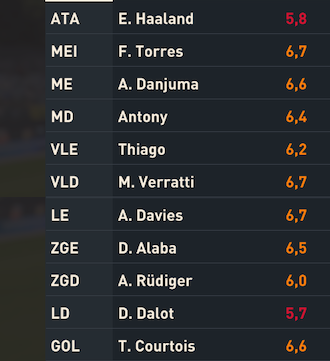 ATA E. Haaland 5,8
MEI F. Torres 6,7
ME A. Danjuma 6,6
MD Antony 6,4
VLE Thiago 6,2
VLD M. Verratti 6,7
LE A. Davies 6,7
ZGE D. Alaba 6,5
ZGD A. Rüdiger 6,0
LD D. Dalot 5,7
GOL T. Courtois 6,6